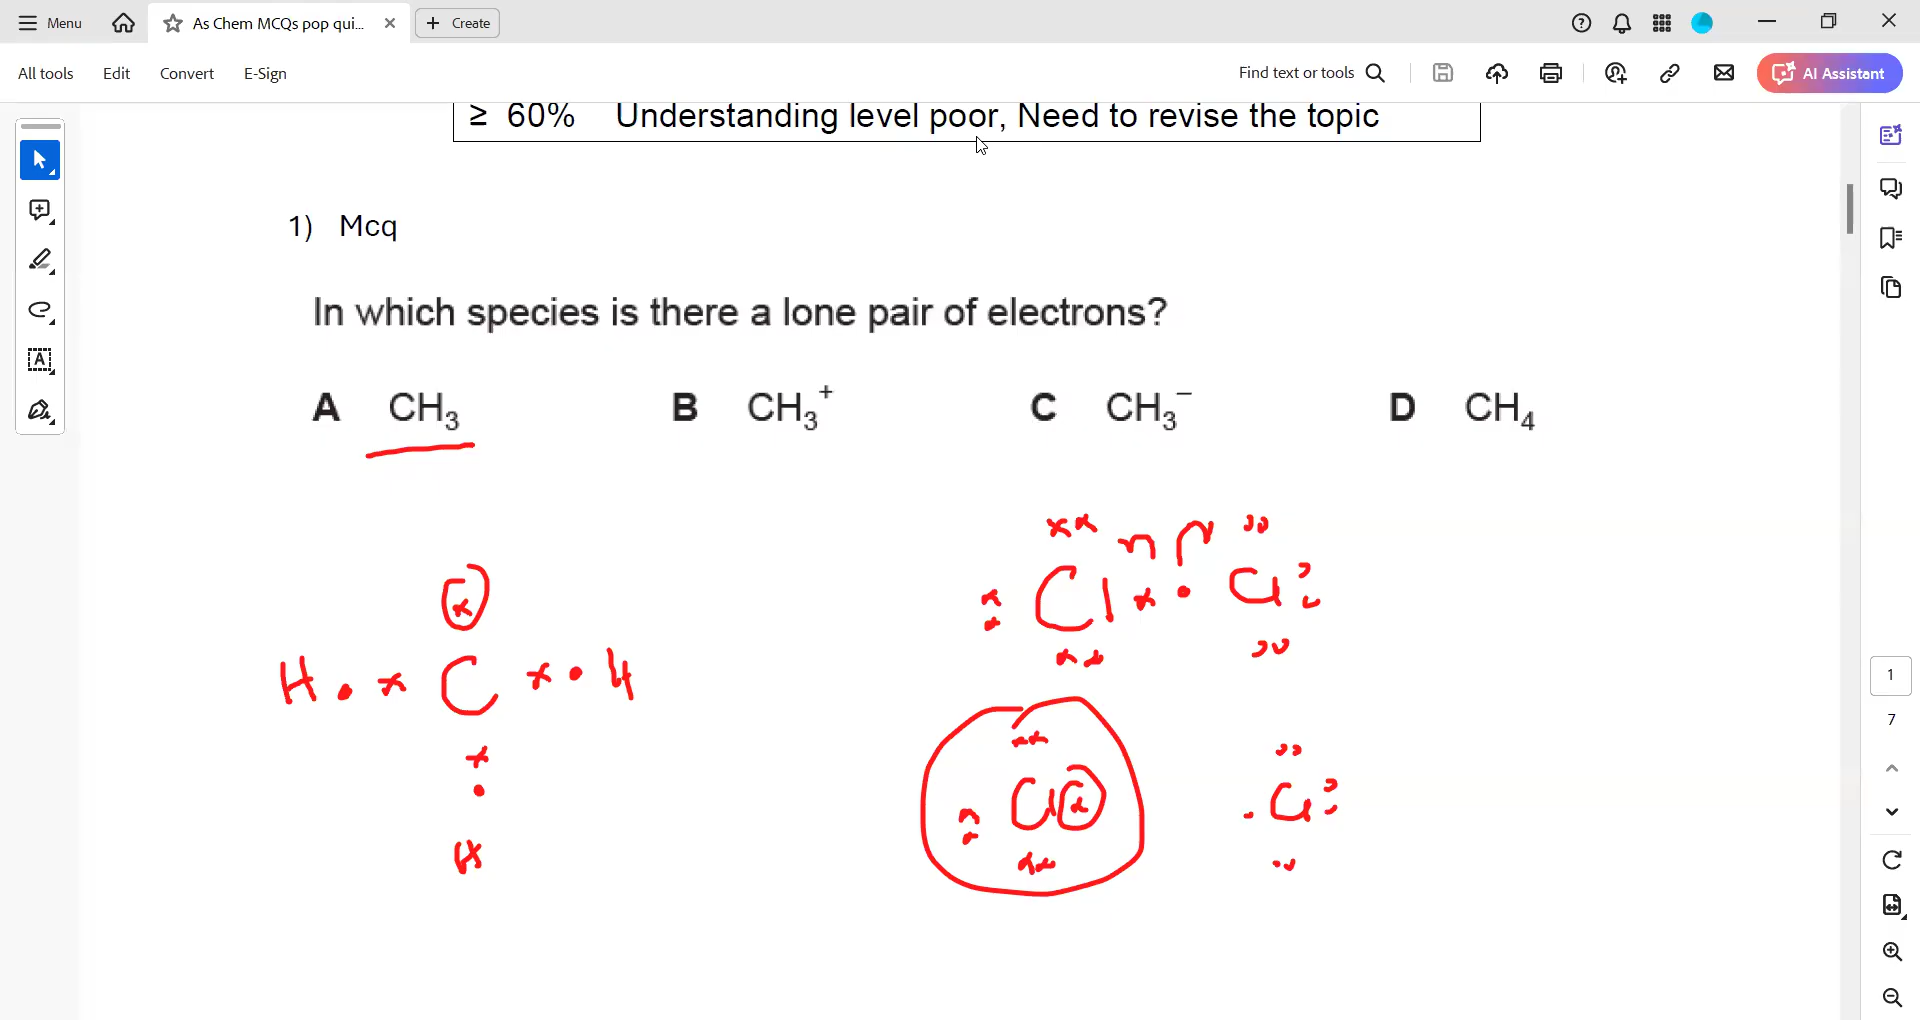 Menu
As Chem MCQs pop qui...
Create
All tools
Edit
Convert
E-Sign
Find text or tools
AI Assistant
≥ 60% Understanding level poor, Need to revise the topic
1) Mcq
In which species is there a lone pair of electrons?
A CH₃ B CH₃⁺ C CH₃⁻ D CH₄
Cl Cl
H C H
Cl Cl
H
1
7